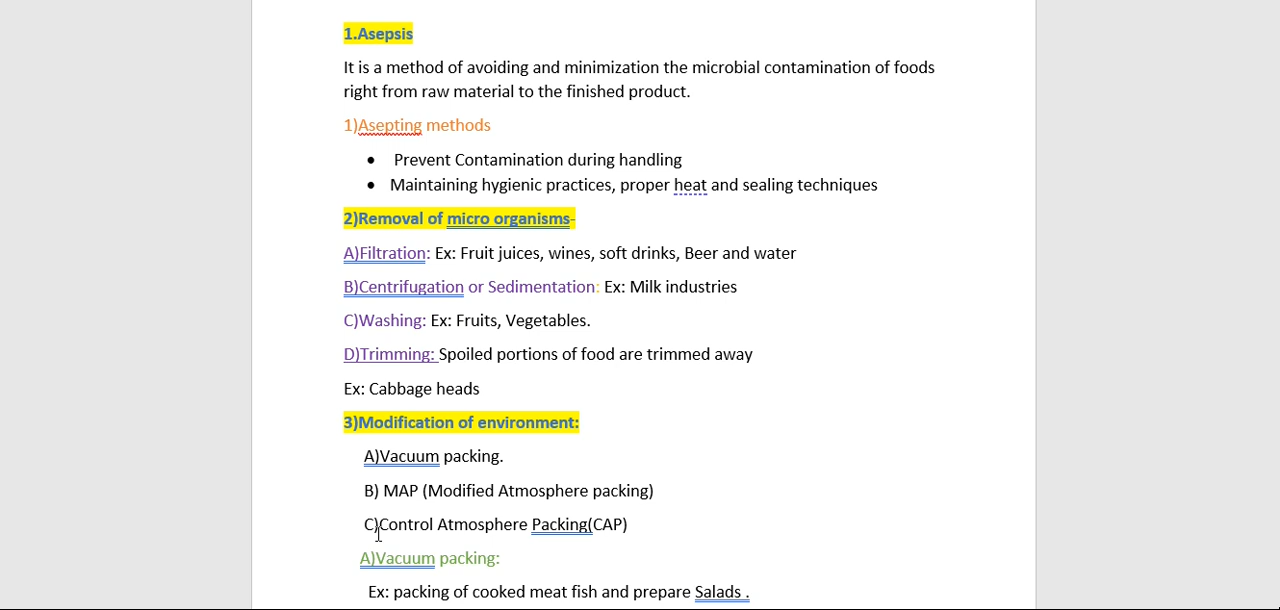 1.Asepsis
It is a method of avoiding and minimization the microbial contamination of foods
right from raw material to the finished product.
1)Asepting methods
• Prevent Contamination during handling
• Maintaining hygienic practices, proper heat and sealing techniques
2)Removal of micro organisms-
A)Filtration: Ex: Fruit juices, wines, soft drinks, Beer and water
B)Centrifugation or Sedimentation: Ex: Milk industries
C)Washing: Ex: Fruits, Vegetables.
D)Trimming: Spoiled portions of food are trimmed away
Ex: Cabbage heads
3)Modification of environment:
A)Vacuum packing.
B) MAP (Modified Atmosphere packing)
C)Control Atmosphere Packing(CAP)
A)Vacuum packing:
Ex: packing of cooked meat fish and prepare Salads .